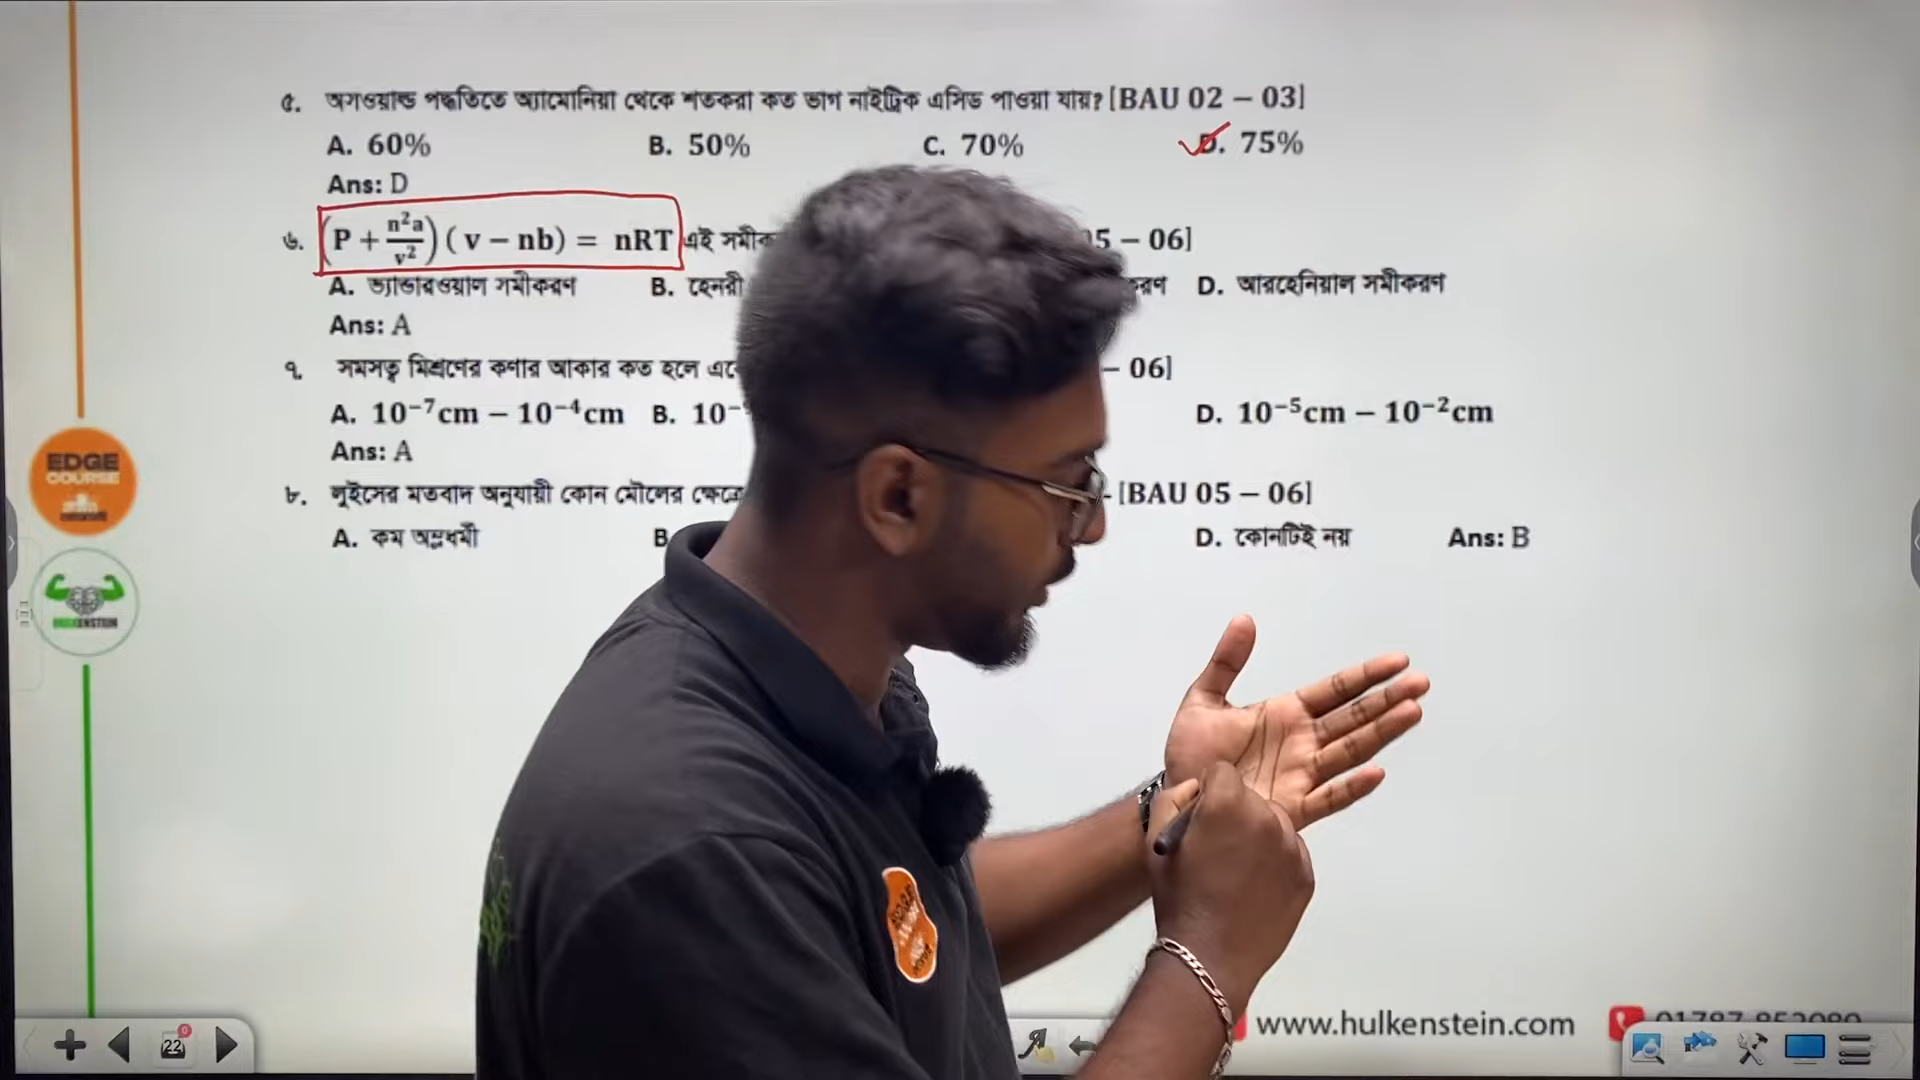 ৫. অসওয়াল্ড পদ্ধতিতে অ্যামোনিয়া থেকে শতকরা কত ভাগ নাইট্রিক এসিড পাওয়া যায়? [BAU 02 – 03]
A. 60% B. 50% C. 70% D. 75%
Ans: D
৬. (P + n²a/v²) ( v – nb) = nRT এই 5 – 06]
A. ভ্যান্ডারওয়াল সমীকরণ B. হেনরী D. আরহেনিয়াস সমীকরণ
Ans: A
৭. সমসত্ত্ব মিশ্রণের কণার আকার কত হলে – 06]
A. 10⁻⁷cm – 10⁻⁴cm B. 10⁻ D. 10⁻⁵cm – 10⁻²cm
Ans: A
৮. লুইসের মতবাদ অনুযায়ী কোন মৌলের ক্ষেত্রে - [BAU 05 – 06]
A. কম অম্লধর্মী B. D. কোনটিই নয় Ans: B
EDGE
COURSE
HULKENSTEIN
22
www.hulkenstein.com